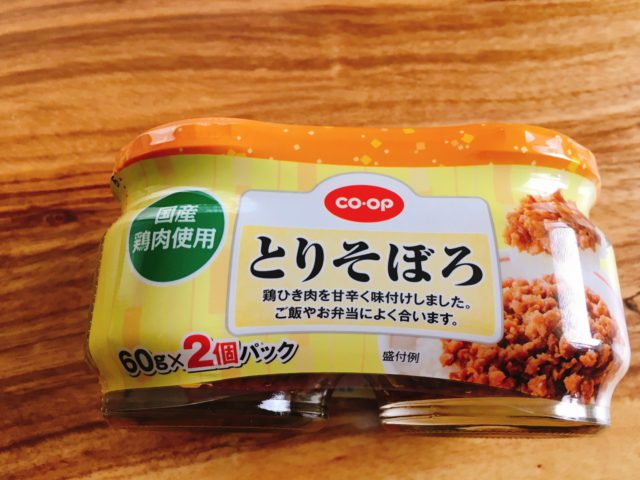 国産
鶏肉使用
CO·OP
とりそぼろ
鶏ひき肉を甘辛く味付けしました。
ご飯やお弁当によく合います。
60g×2個パック
盛付例